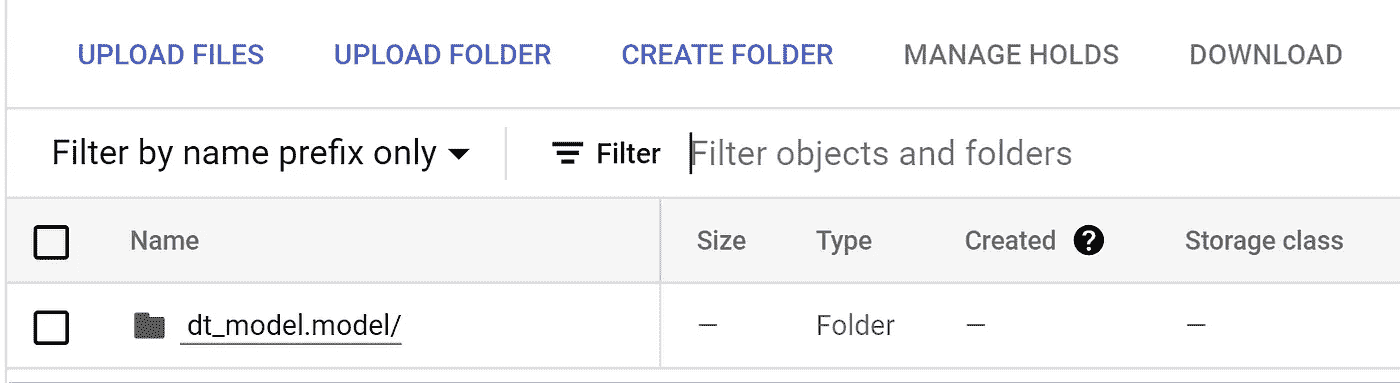 UPLOAD FILES UPLOAD FOLDER CREATE FOLDER MANAGE HOLDS DOWNLOAD
Filter by name prefix only Filter Filter objects and folders
Name Size Type Created ? Storage class
dt_model.model/ — Folder — —